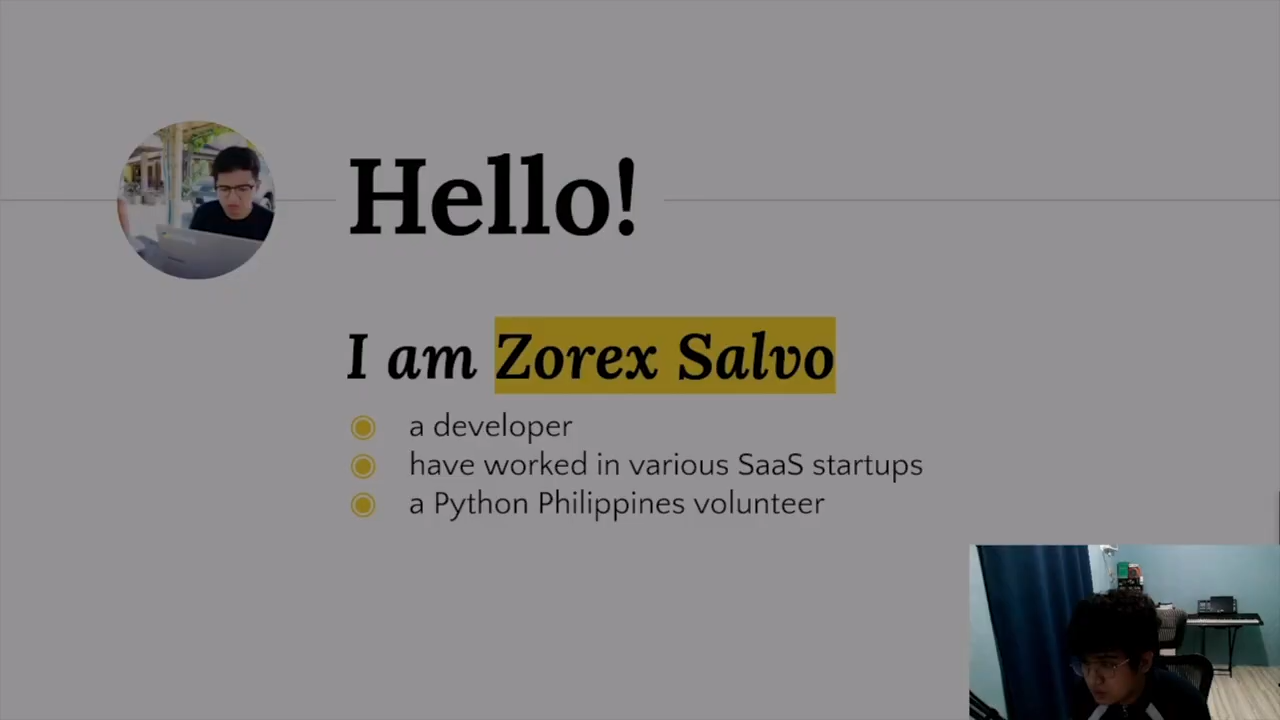 Hello!
I am Zorex Salvo
a developer
have worked in various SaaS startups
a Python Philippines volunteer